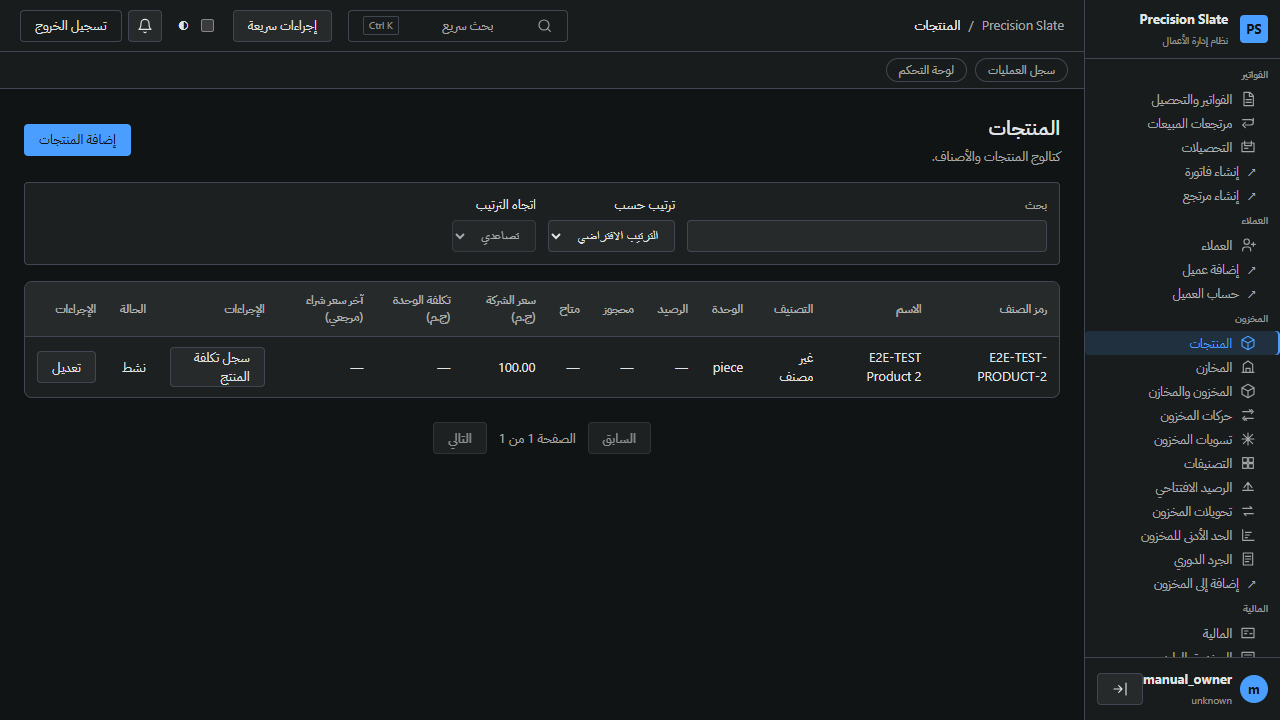 PS
Precision Slate
نظام إدارة الأعمال
Precision Slate / المنتجات
بحث سريع Ctrl K
إجراءات سريعة
تسجيل الخروج
سجل العمليات
لوحة التحكم
الفواتير
الفواتير والتحصيل
مرتجعات المبيعات
التحصيلات
إنشاء فاتورة
إنشاء مرتجع
العملاء
العملاء
إضافة عميل
حساب العميل
المخزون
المنتجات
المخازن
المخزون والمخازن
حركات المخزون
تسويات المخزون
التصنيفات
الرصيد الافتتاحي
تحويلات المخزون
الحد الأدنى للمخزون
الجرد الدوري
إضافة إلى المخزون
المالية
المالية
m
manual_owner
unknown
المنتجات
كتالوج المنتجات والأصناف.
إضافة المنتجات
بحث
ترتيب حسب
اتجاه الترتيب
الترتيب الافتراضي
تصاعدي
رمز الصنف الاسم التصنيف الوحدة الرصيد محجوز متاح سعر الشركة (ج.م) تكلفة الوحدة (ج.م) آخر سعر شراء (مرجعي) الإجراءات الحالة الإجراءات
E2E-TEST-PRODUCT-2 E2E-TEST Product 2 غير مصنف piece — — — 100.00 — — سجل تكلفة المنتج نشط تعديل
السابق
الصفحة 1 من 1
التالي